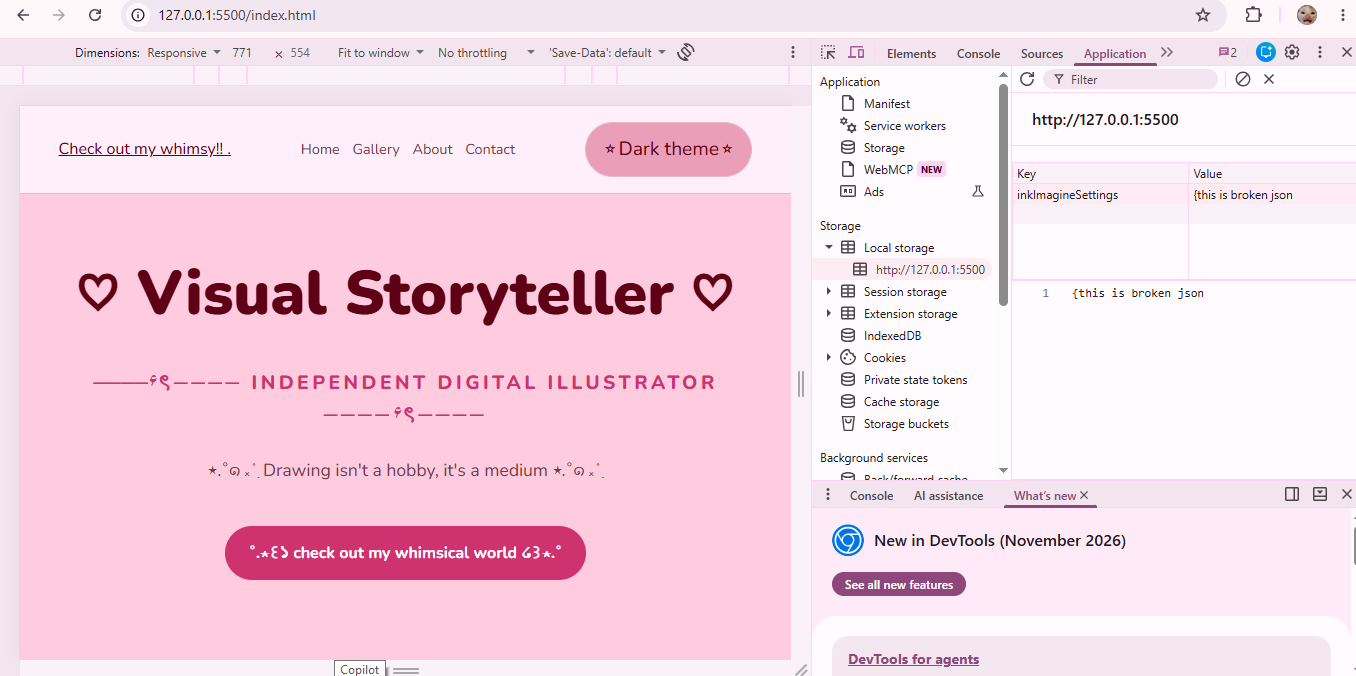 127.0.0.1:5500/index.html
Dimensions: Responsive 771 × 554 Fit to window No throttling 'Save-Data': default
Elements Console Sources Application 2
Check out my whimsy!! .
Home Gallery About Contact
⭐︎ Dark theme ⭐︎
♡ Visual Storyteller ♡
INDEPENDENT DIGITAL ILLUSTRATOR
Drawing isn't a hobby, it's a medium
check out my whimsical world
Copilot
Application
Manifest
Service workers
Storage
WebMCP NEW
Ads
Storage
Local storage
http://127.0.0.1:5500
Session storage
Extension storage
IndexedDB
Cookies
Private state tokens
Cache storage
Storage buckets
Background services
Back/forward cache
Filter
http://127.0.0.1:5500
Key Value
inkImagineSettings {this is broken json
1 {this is broken json
Console AI assistance What's new
New in DevTools (November 2026)
See all new features
DevTools for agents